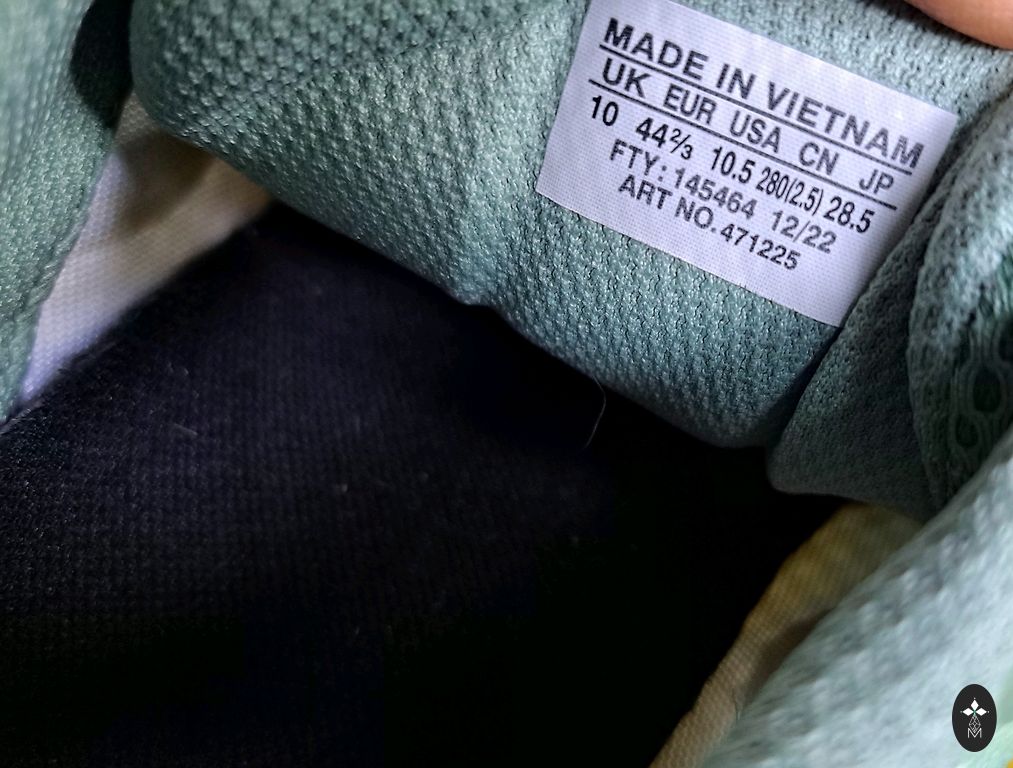 MADE IN VIETNAM
UK EUR USA CN JP
10 44⅔ 10.5 280(2.5) 28.5
FTY: 145464 12/22
ART NO. 471225
M